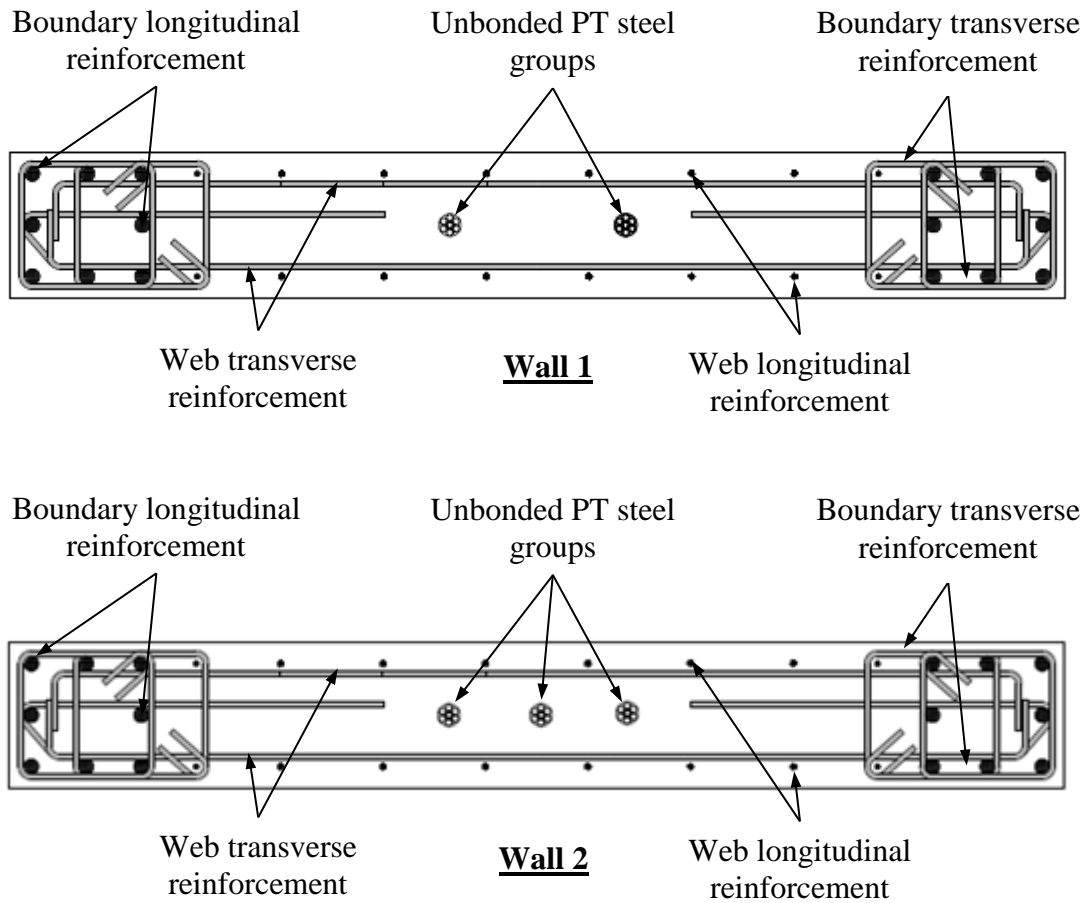 Boundary longitudinal
reinforcement
Unbonded PT steel
groups
Boundary transverse
reinforcement
Web transverse
reinforcement
Wall 1
Web longitudinal
reinforcement
Boundary longitudinal
reinforcement
Unbonded PT steel
groups
Boundary transverse
reinforcement
Web transverse
reinforcement
Wall 2
Web longitudinal
reinforcement